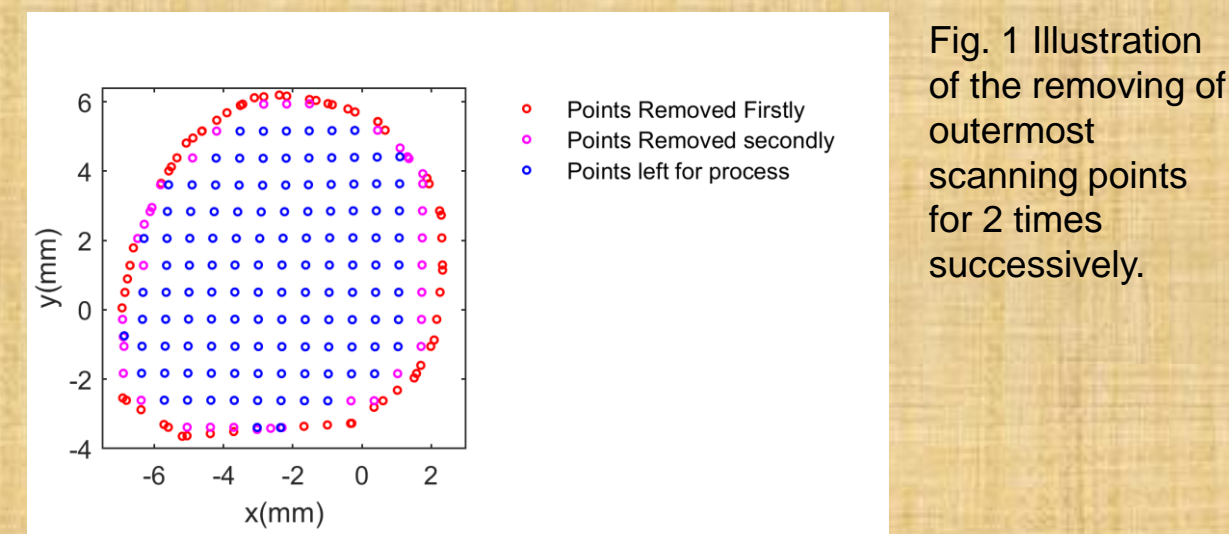 Fig. 1 Illustration
of the removing of
outermost
scanning points
for 2 times
successively.
Points Removed Firstly
Points Removed secondly
Points left for process
6
4
2
0
-2
-4
y(mm)
-6 -4 -2 0 2
x(mm)